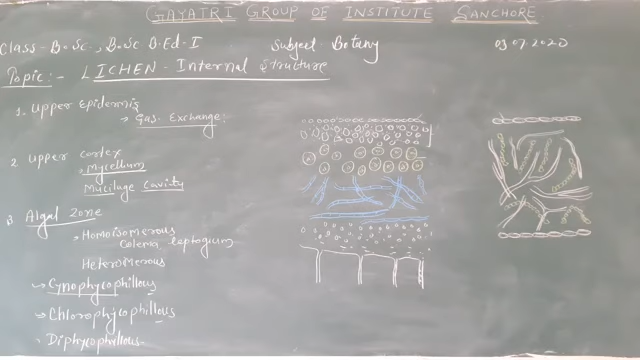 GAYATRI GROUP OF INSTITUTE SANCHORE
Class - B.Sc., B.Sc B.Ed - I Subject Botany 03.07.2020
Topic:- LICHEN - Internal Structure
1. Upper Epidermis
→ Gas Exchange
2. Upper Cortex
Mycellum
Mucilage Cavity
3 Algal Zone
Homoisomerous
Colema, leptogium
Heteromerous
→ Cynophycophillous
→ Chlorophycophillous
Diphycophillous